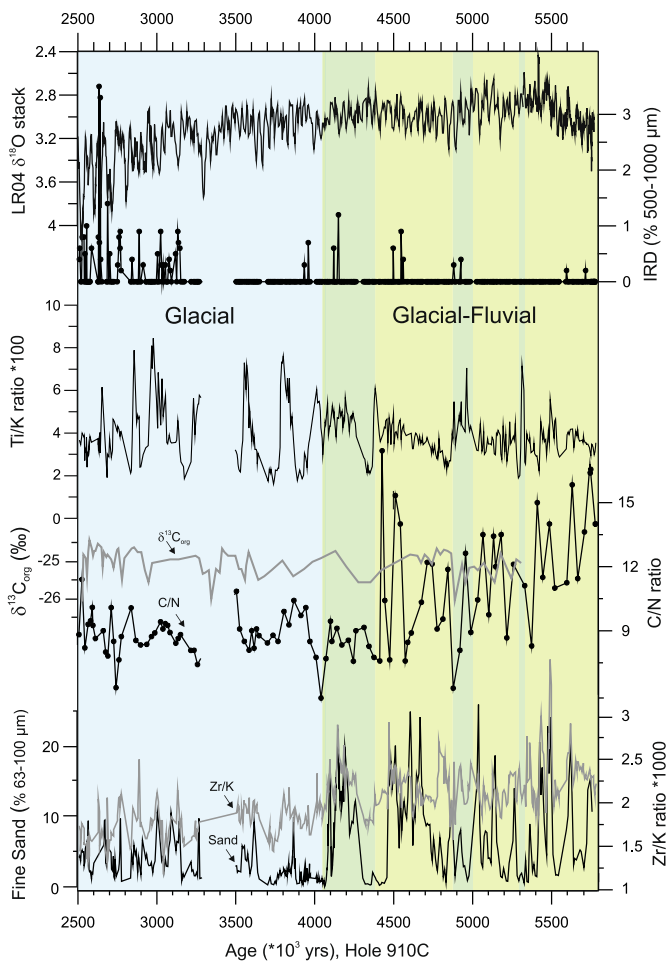 2500 3000 3500 4000 4500 5000 5500
2.4
2.8
3.2
3.6
4
LR04 δ¹⁸O stack
3
2
1
0
IRD (% 500-1000 µm)
Glacial Glacial-Fluvial
10
8
6
4
2
0
Ti/K ratio *100
δ¹³Corg
-25
-26
δ¹³Corg (‰)
C/N
15
12
9
C/N ratio
20
10
0
Fine Sand (% 63-100 µm)
Zr/K
Sand
3
2.5
2
1.5
1
Zr/K ratio *1000
2500 3000 3500 4000 4500 5000 5500
Age (*10³ yrs), Hole 910C